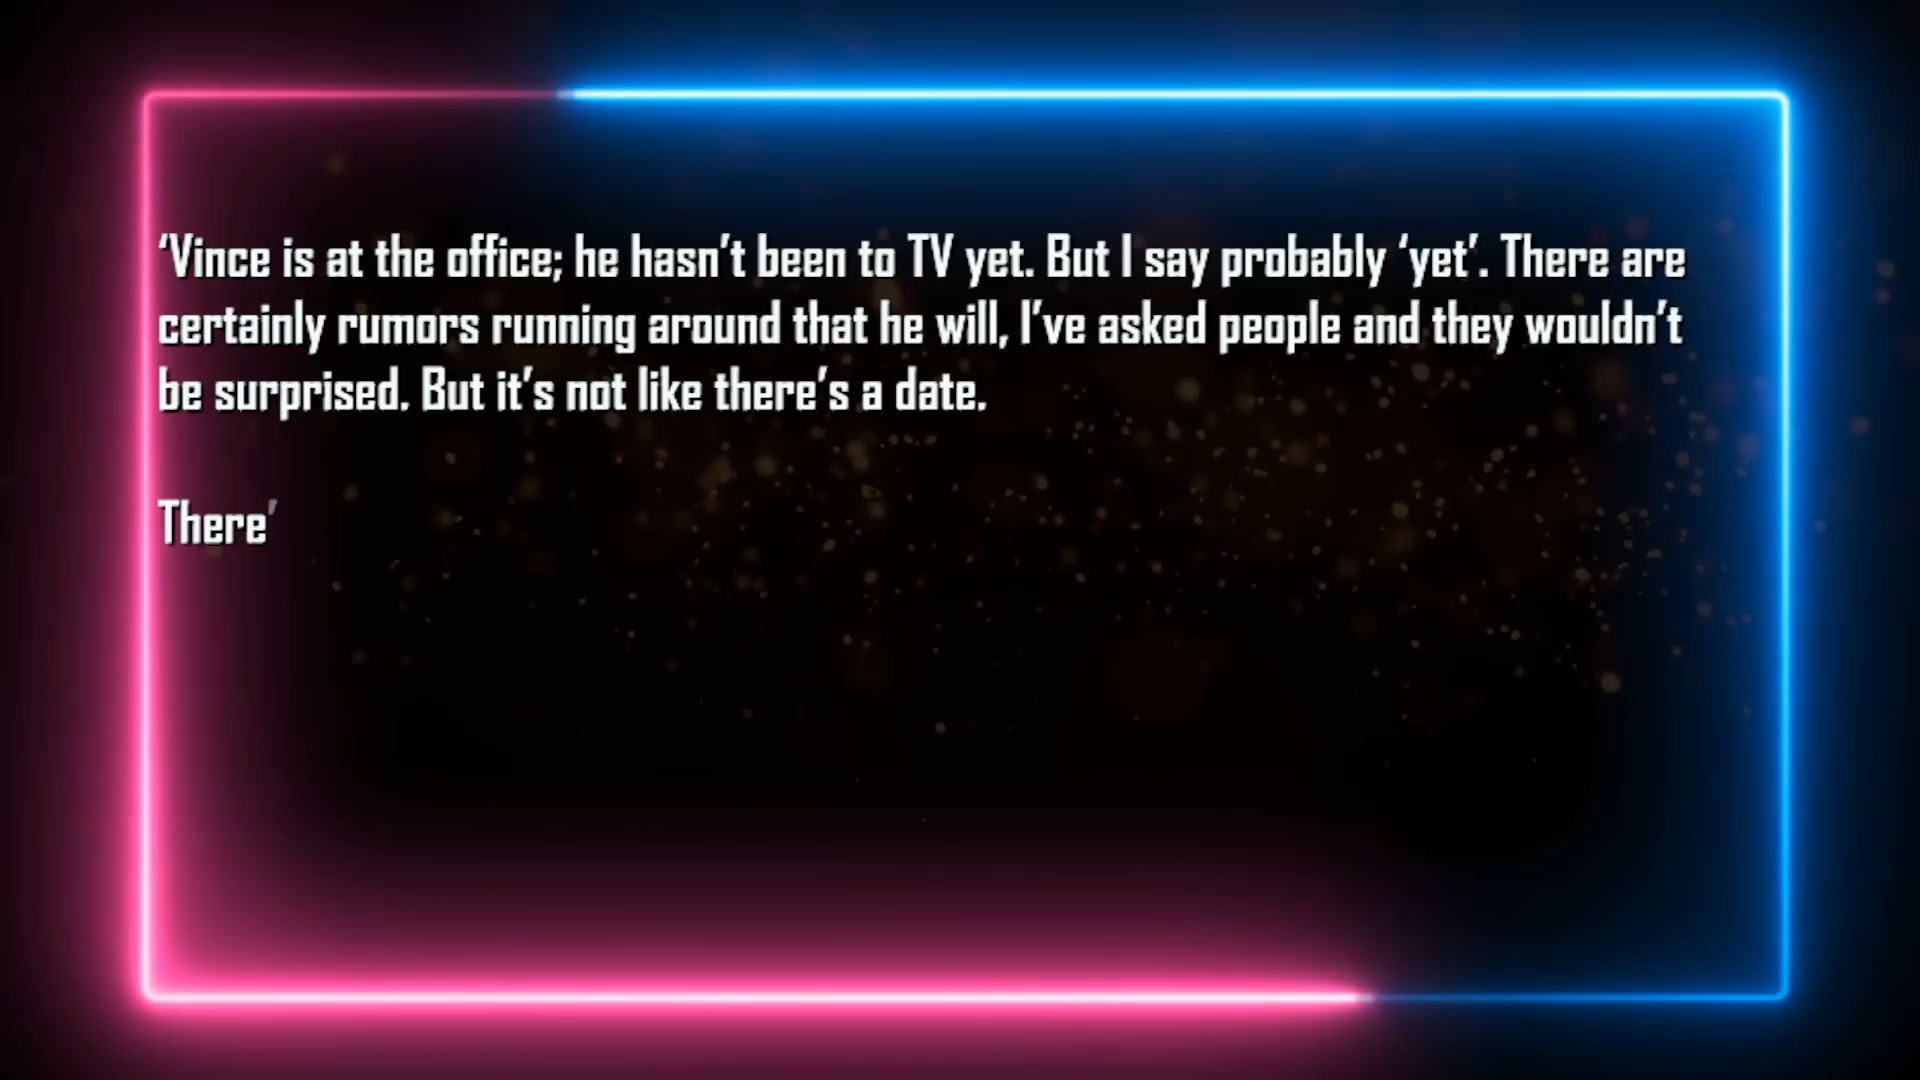 ‘Vince is at the office; he hasn’t been to TV yet. But I say probably ‘yet’. There are
certainly rumors running around that he will, I’ve asked people and they wouldn’t
be surprised. But it’s not like there’s a date.
There’